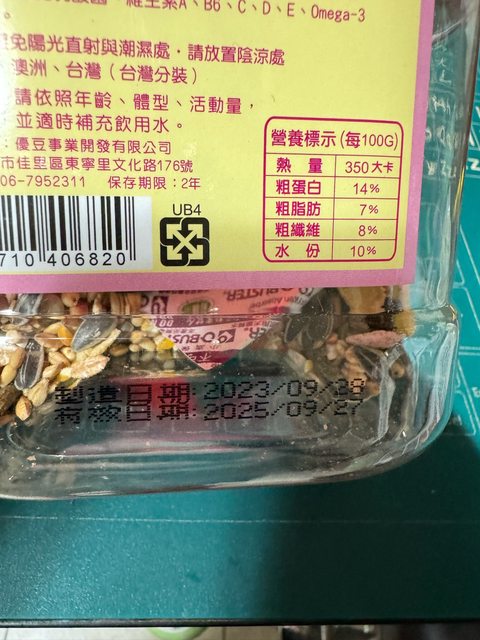 維生素A、B6、C、D、E、Omega-3
免陽光直射與潮濕處，請放置陰涼處
澳洲、台灣（台灣分裝）
請依照年齡、體型、活動量，
並適時補充飲用水。
：優豆事業開發有限公司
市佳里區東寧里文化路176號
06-7952311 保存期限：2年
營養標示(每100G)
熱量 350大卡
粗蛋白 14%
粗脂肪 7%
粗纖維 8%
水份 10%
UB4
710 406820
製造日期:2023/09/28
有效日期:2025/09/27